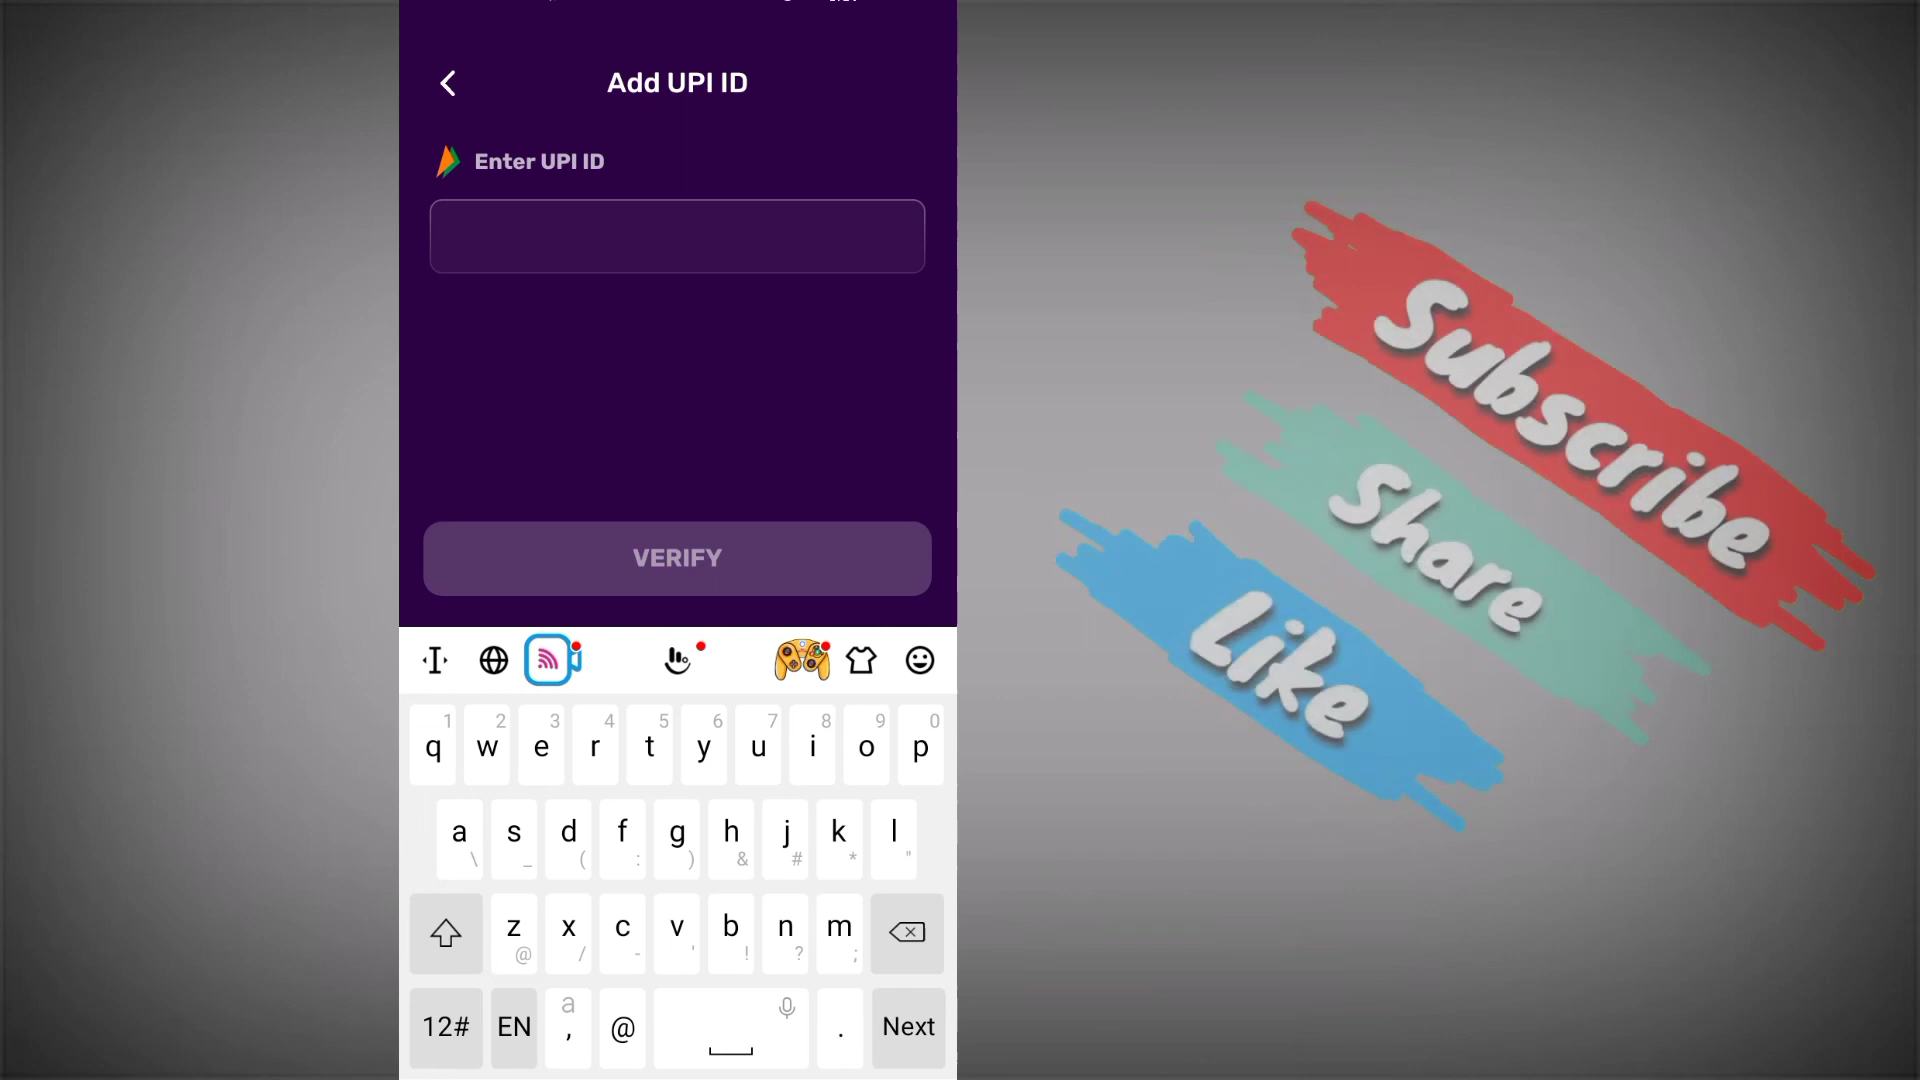 Add UPI ID
Enter UPI ID
VERIFY
1 2 3 4 5 6 7 8 9 0
q w e r t y u i o p
a s d f g h j k l
\ _ ( : ) & # * "
z x c v b n m
@ / - ' ! ? ;
a
12# EN , @ . Next
Subscribe
Share
Like